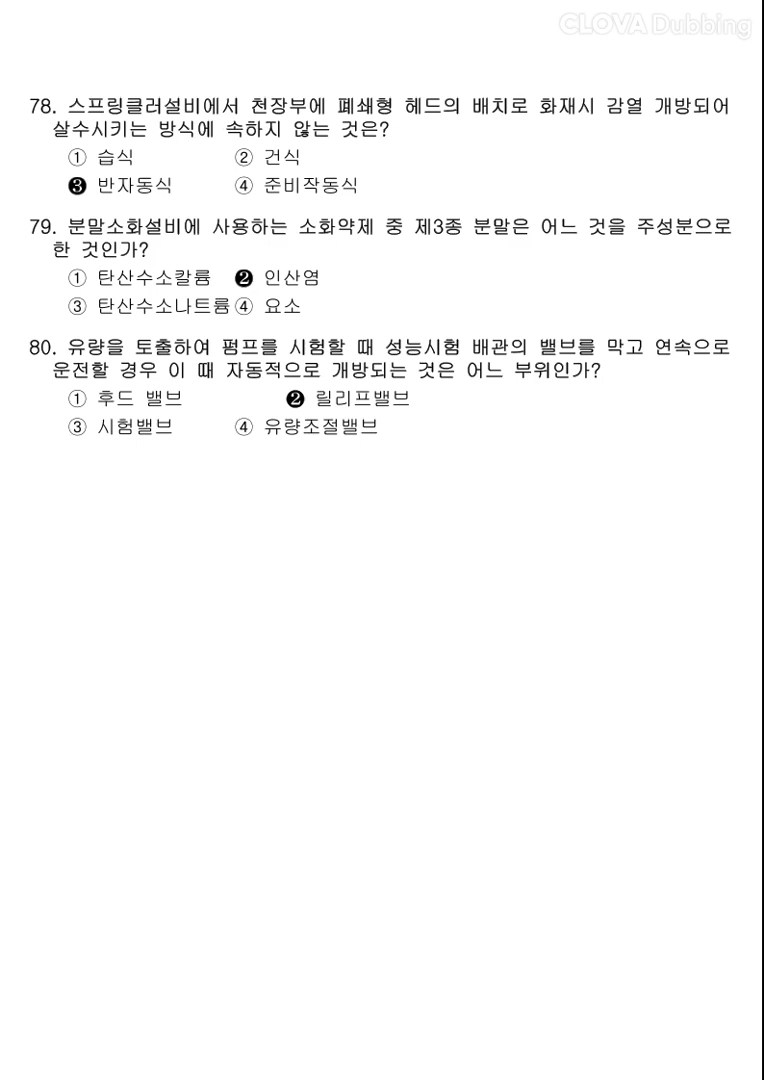 CLOVA Dubbing
78. 스프링클러설비에서 천장부에 폐쇄형 헤드의 배치로 화재시 감열 개방되어
살수시키는 방식에 속하지 않는 것은?
① 습식 ② 건식
❸ 반자동식 ④ 준비작동식
79. 분말소화설비에 사용하는 소화약제 중 제3종 분말은 어느 것을 주성분으로
한 것인가?
① 탄산수소칼륨 ❷ 인산염
③ 탄산수소나트륨 ④ 요소
80. 유량을 토출하여 펌프를 시험할 때 성능시험 배관의 밸브를 막고 연속으로
운전할 경우 이 때 자동적으로 개방되는 것은 어느 부위인가?
① 후드 밸브 ❷ 릴리프밸브
③ 시험밸브 ④ 유량조절밸브